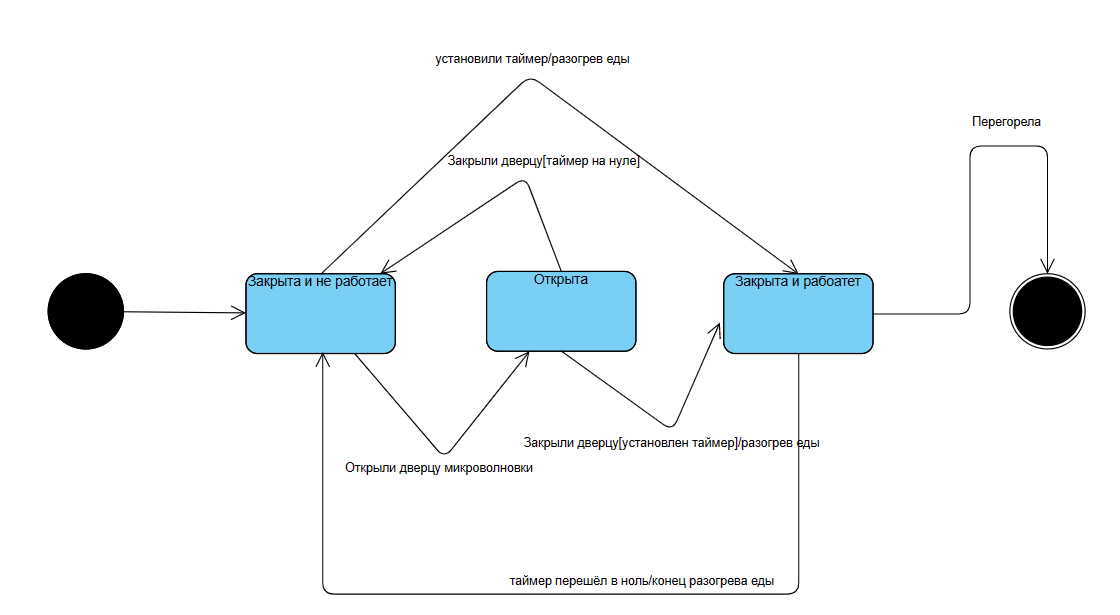 установили таймер/разогрев еды
Перегорела
Закрыли дверцу[таймер на нуле]
Закрыта и не работает
Открыта
Закрыта и рабоатет
Закрыли дверцу[установлен таймер]/разогрев еды
Открыли дверцу микроволновки
таймер перешёл в ноль/конец разогрева еды